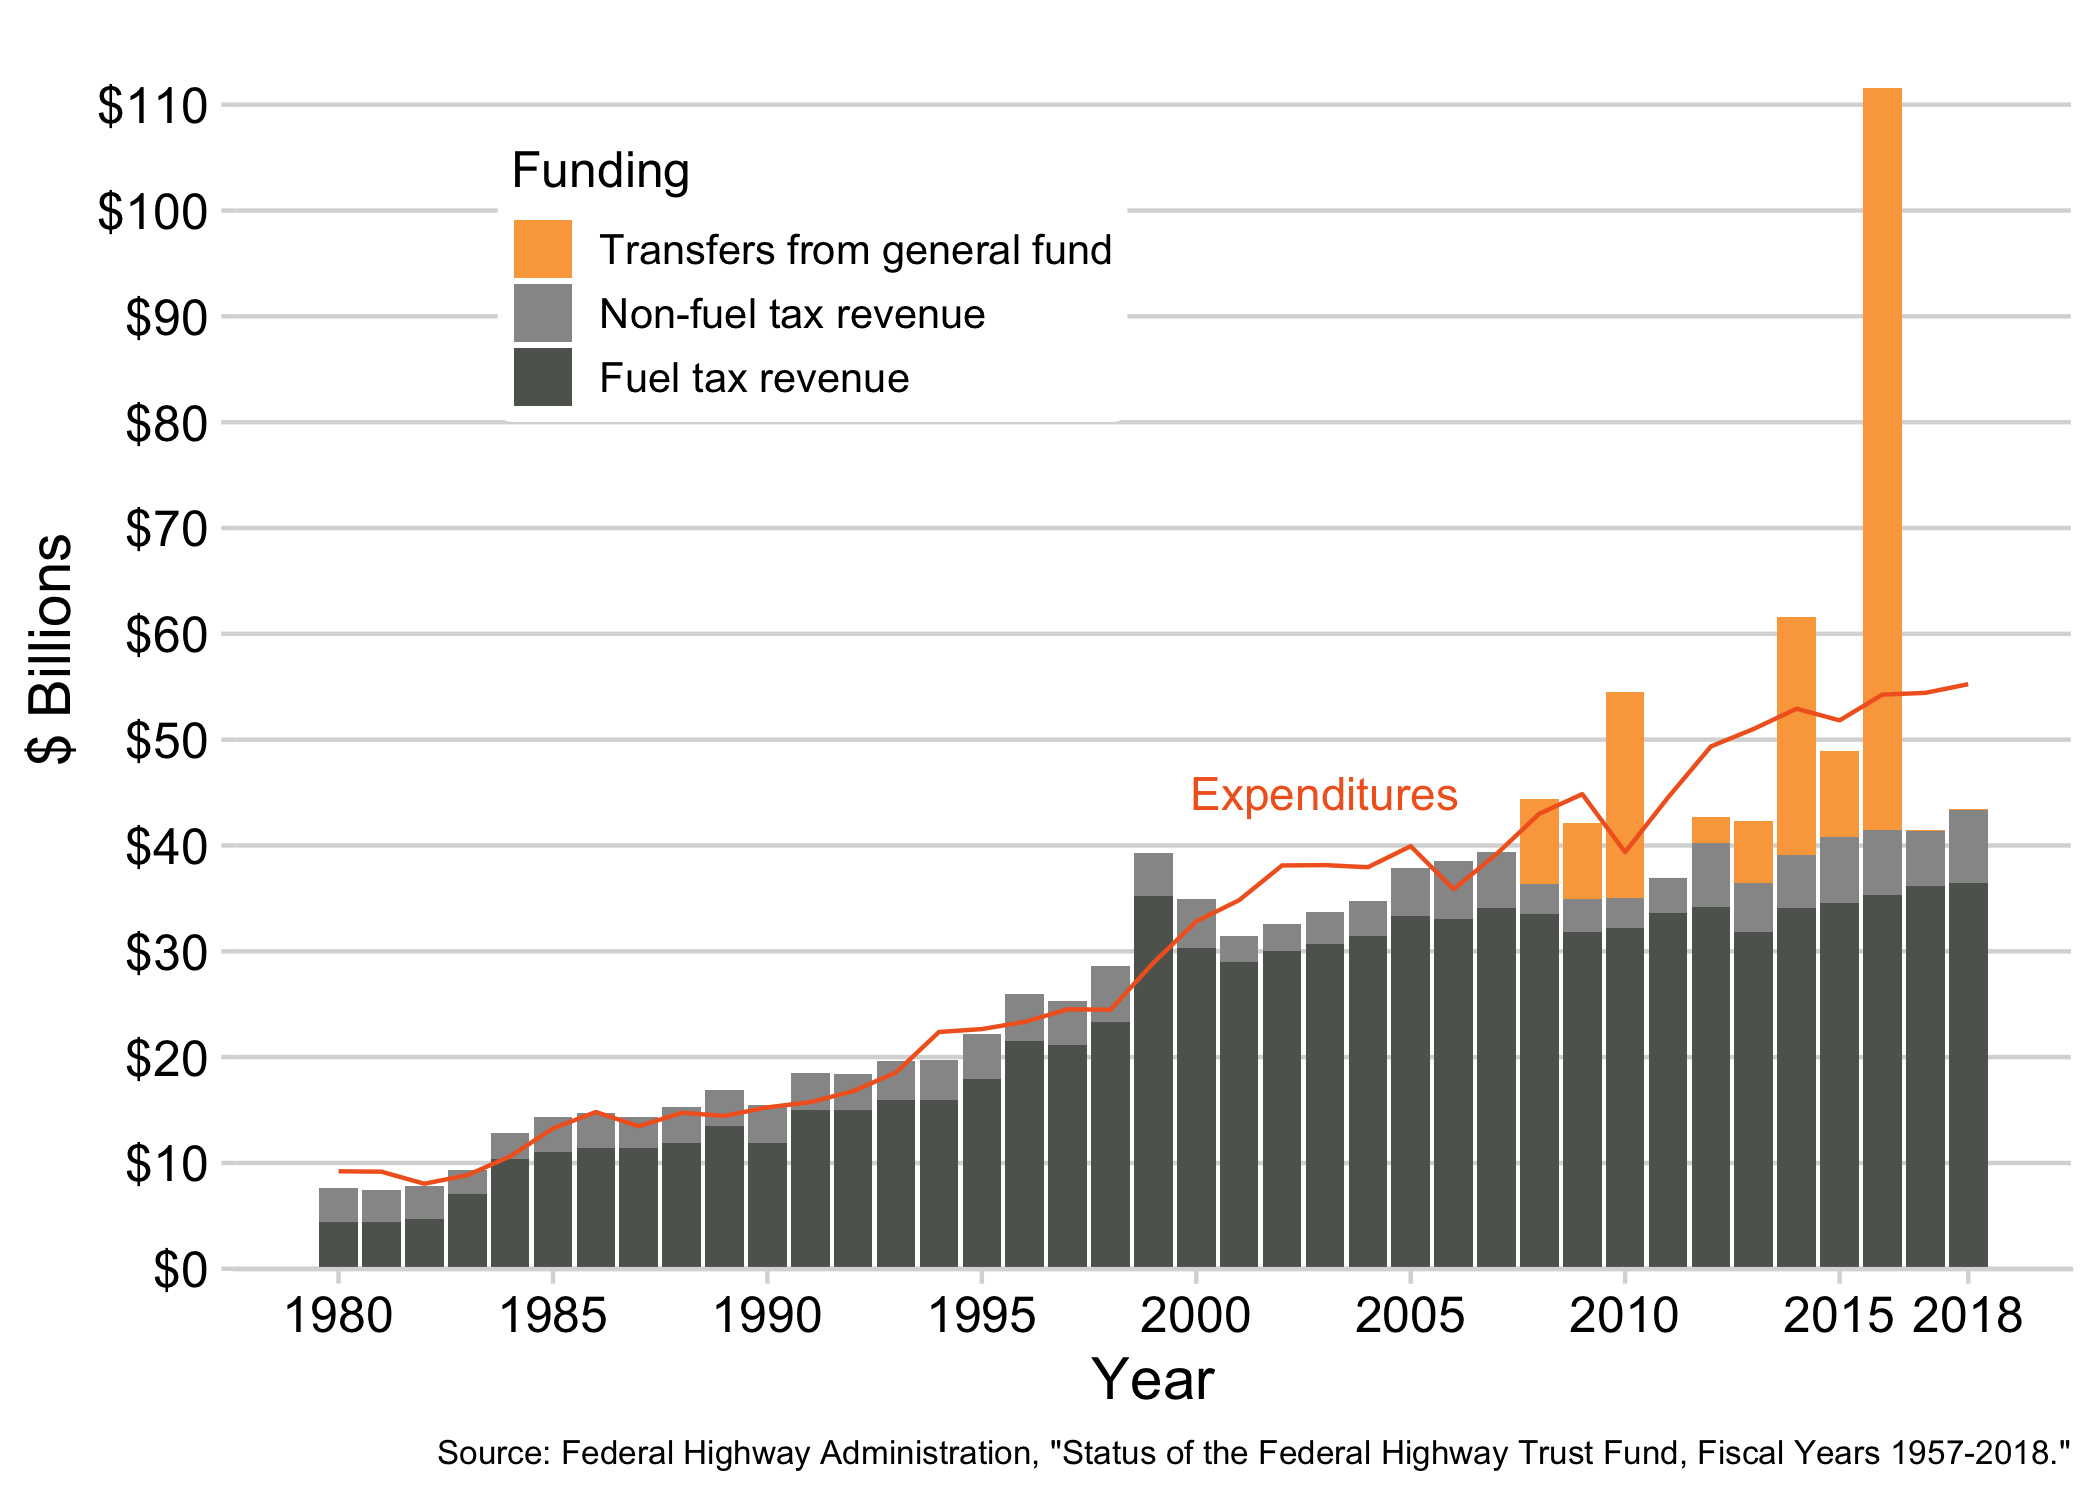 $110
$100
$90
$80
$70
$60
$50
$40
$30
$20
$10
$0
$ Billions
Funding
Transfers from general fund
Non-fuel tax revenue
Fuel tax revenue
Expenditures
1980 1985 1990 1995 2000 2005 2010 2015 2018
Year
Source: Federal Highway Administration, "Status of the Federal Highway Trust Fund, Fiscal Years 1957-2018."